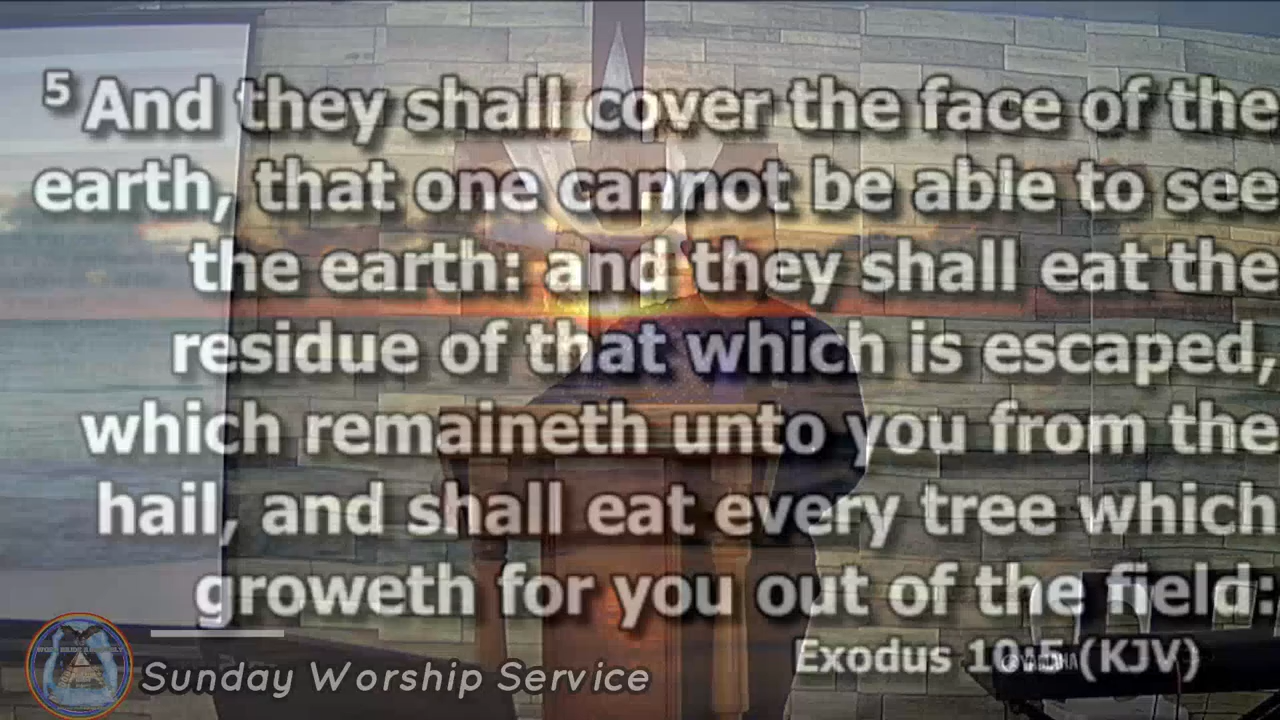 5 And they shall cover the face of the
earth, that one cannot be able to see
the earth: and they shall eat the
residue of that which is escaped,
which remaineth unto you from the
hail, and shall eat every tree which
groweth for you out of the field:
Exodus 10:5 (KJV)
YAMAHA
Sunday Worship Service